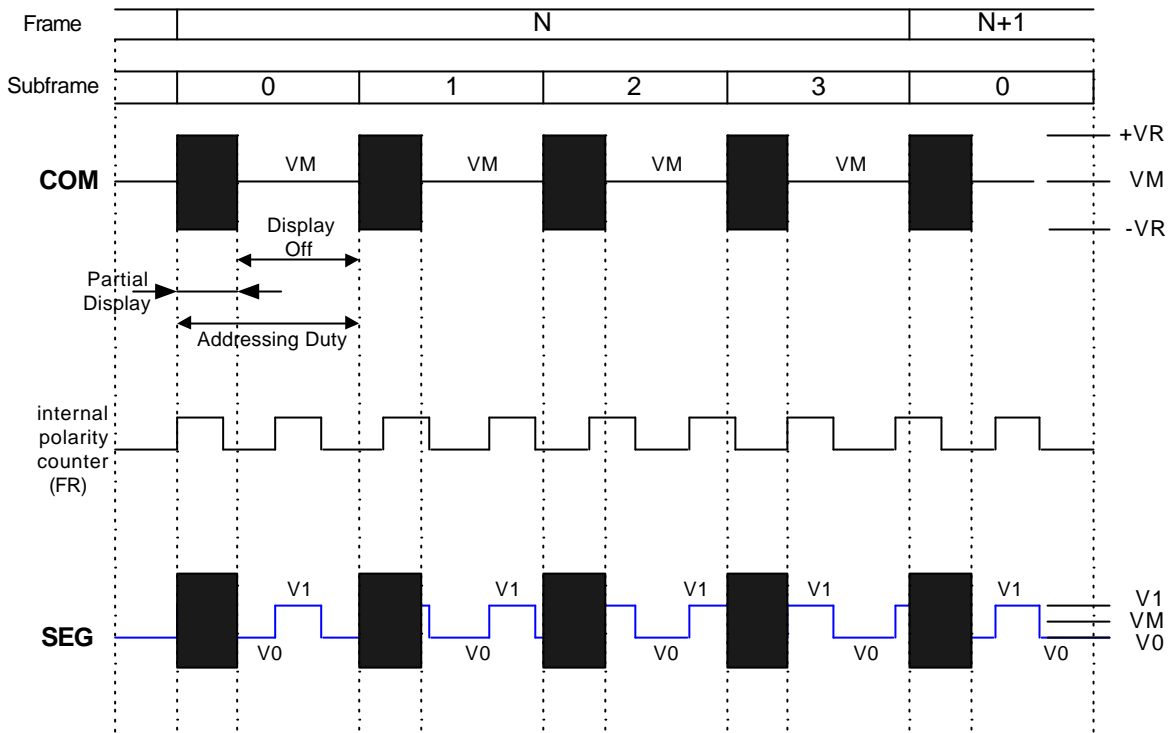 Frame N N+1
Subframe 0 1 2 3 0
+VR
COM VM VM VM VM VM
-VR
Display
Off
Partial
Display
Addressing Duty
internal
polarity
counter
(FR)
V1 V1 V1 V1 V1 V1
VM
SEG V0
V0 V0 V0 V0 V0